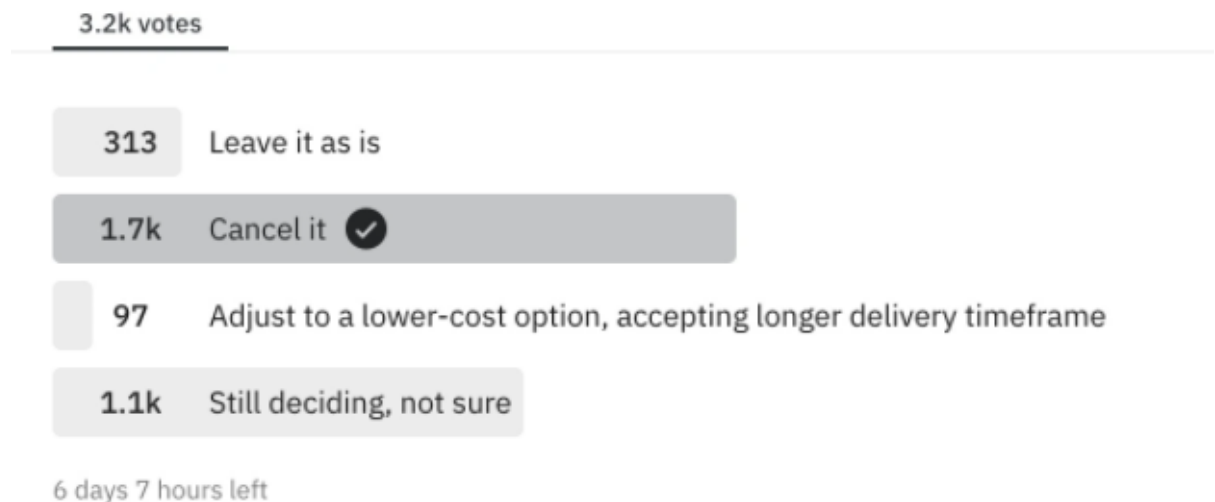 3.2k votes
313 Leave it as is
1.7k Cancel it
97 Adjust to a lower-cost option, accepting longer delivery timeframe
1.1k Still deciding, not sure
6 days 7 hours left